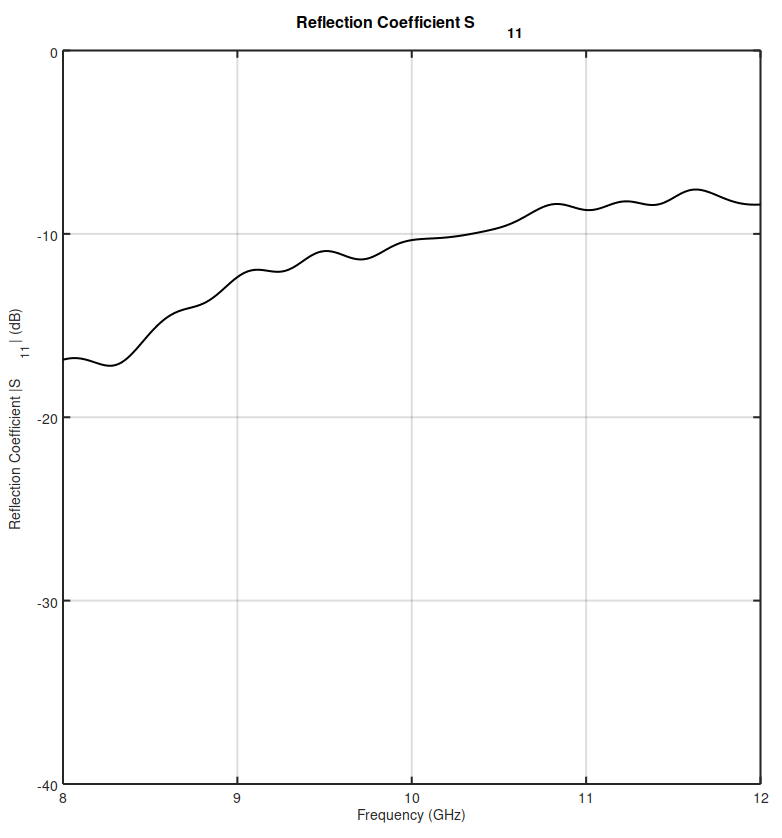 Reflection Coefficient S
11
0
-10
-20
-30
-40
Reflection Coefficient |S
11
| (dB)
8 9 10 11 12
Frequency (GHz)